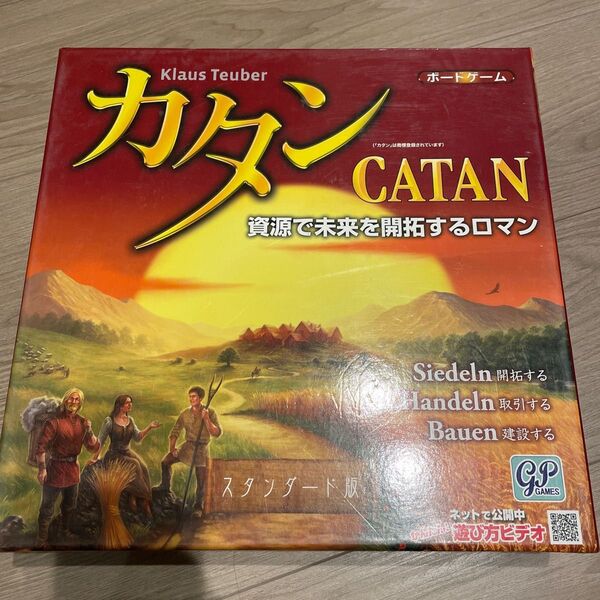 Klaus Teuber
ボードゲーム
カタン
(「カタン」は商標登録されています)
CATAN
資源で未来を開拓するロマン
Siedeln 開拓する
Handeln 取引する
Bauen 建設する
スタンダード版
GP
GAMES
ネットで公開中
遊び方ビデオ